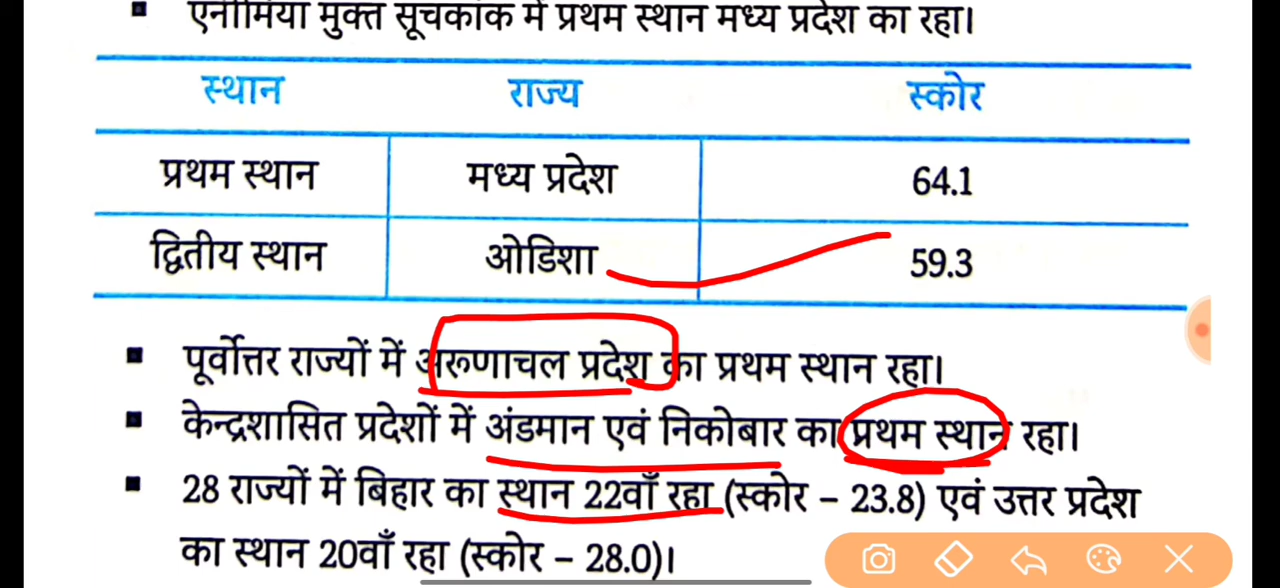 ▪ एनीमिया मुक्त सूचकांक में प्रथम स्थान मध्य प्रदेश का रहा।
स्थान राज्य स्कोर
प्रथम स्थान मध्य प्रदेश 64.1
द्वितीय स्थान ओडिशा 59.3
▪ पूर्वोत्तर राज्यों में अरुणाचल प्रदेश का प्रथम स्थान रहा।
▪ केन्द्रशासित प्रदेशों में अंडमान एवं निकोबार का प्रथम स्थान रहा।
▪ 28 राज्यों में बिहार का स्थान 22वाँ रहा (स्कोर – 23.8) एवं उत्तर प्रदेश
का स्थान 20वाँ रहा (स्कोर – 28.0)।